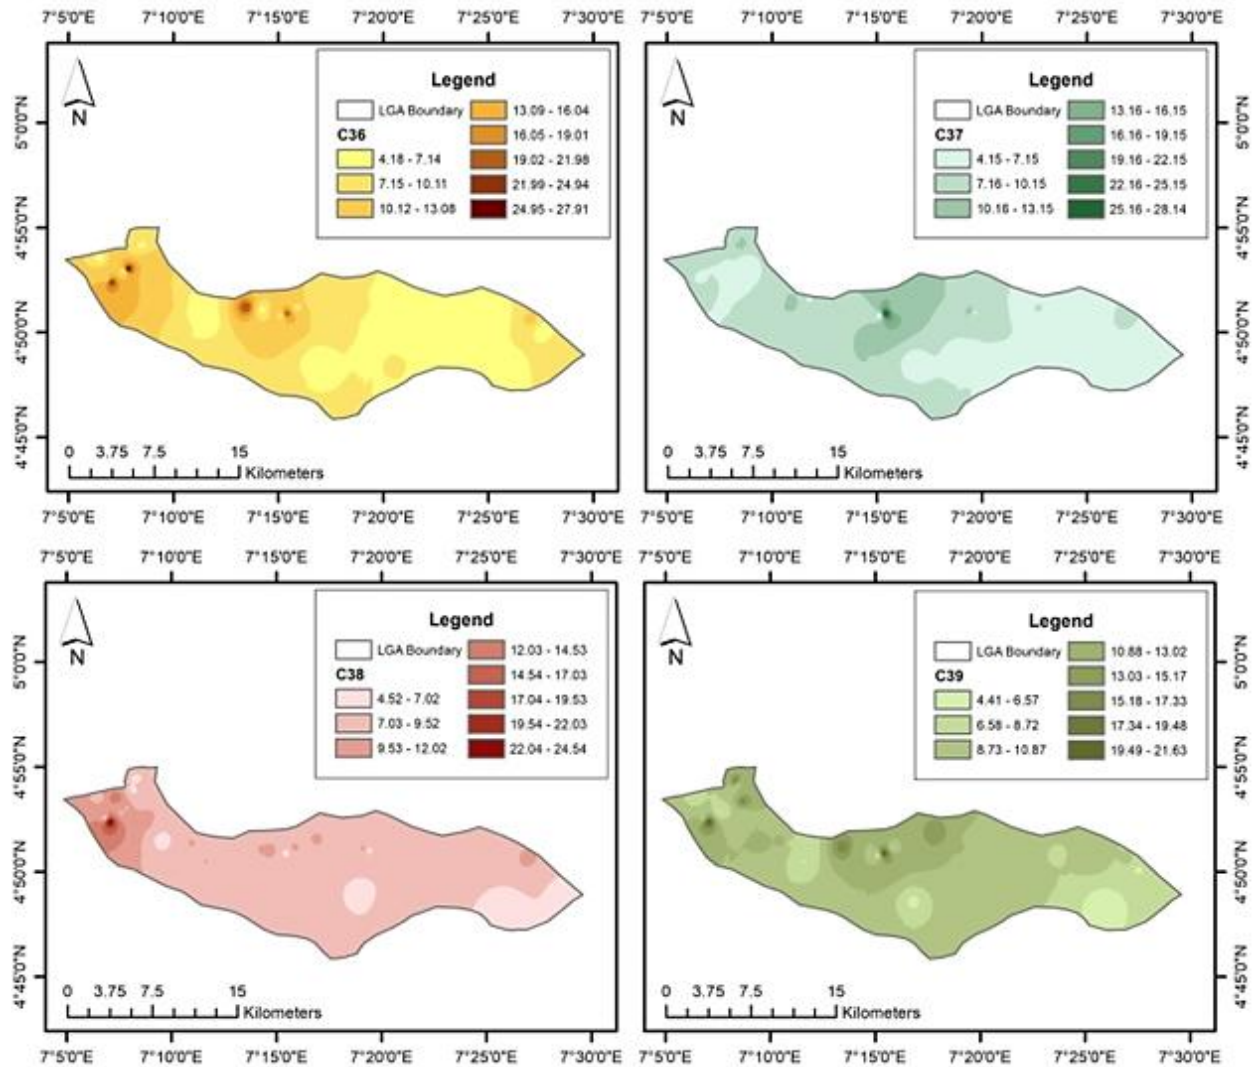 7°5'0"E 7°10'0"E 7°15'0"E 7°20'0"E 7°25'0"E 7°30'0"E
7°5'0"E 7°10'0"E 7°15'0"E 7°20'0"E 7°25'0"E 7°30'0"E
5°0'0"N
4°55'0"N
4°50'0"N
4°45'0"N
N
Legend
LGA Boundary
C36
4.18 - 7.14
7.15 - 10.11
10.12 - 13.08
13.09 - 16.04
16.05 - 19.01
19.02 - 21.98
21.99 - 24.94
24.95 - 27.91
0 3.75 7.5 15
Kilometers
N
Legend
LGA Boundary
C37
4.15 - 7.15
7.16 - 10.15
10.16 - 13.15
13.16 - 16.15
16.16 - 19.15
19.16 - 22.15
22.16 - 25.15
25.16 - 28.14
0 3.75 7.5 15
Kilometers
5°0'0"N
4°55'0"N
4°50'0"N
4°45'0"N
7°5'0"E 7°10'0"E 7°15'0"E 7°20'0"E 7°25'0"E 7°30'0"E
7°5'0"E 7°10'0"E 7°15'0"E 7°20'0"E 7°25'0"E 7°30'0"E
7°5'0"E 7°10'0"E 7°15'0"E 7°20'0"E 7°25'0"E 7°30'0"E
7°5'0"E 7°10'0"E 7°15'0"E 7°20'0"E 7°25'0"E 7°30'0"E
5°0'0"N
4°55'0"N
4°50'0"N
4°45'0"N
N
Legend
LGA Boundary
C38
4.52 - 7.02
7.03 - 9.52
9.53 - 12.02
12.03 - 14.53
14.54 - 17.03
17.04 - 19.53
19.54 - 22.03
22.04 - 24.54
0 3.75 7.5 15
Kilometers
N
Legend
LGA Boundary
C39
4.41 - 6.57
6.58 - 8.72
8.73 - 10.87
10.88 - 13.02
13.03 - 15.17
15.18 - 17.33
17.34 - 19.48
19.49 - 21.63
0 3.75 7.5 15
Kilometers
5°0'0"N
4°55'0"N
4°50'0"N
4°45'0"N
7°5'0"E 7°10'0"E 7°15'0"E 7°20'0"E 7°25'0"E 7°30'0"E
7°5'0"E 7°10'0"E 7°15'0"E 7°20'0"E 7°25'0"E 7°30'0"E